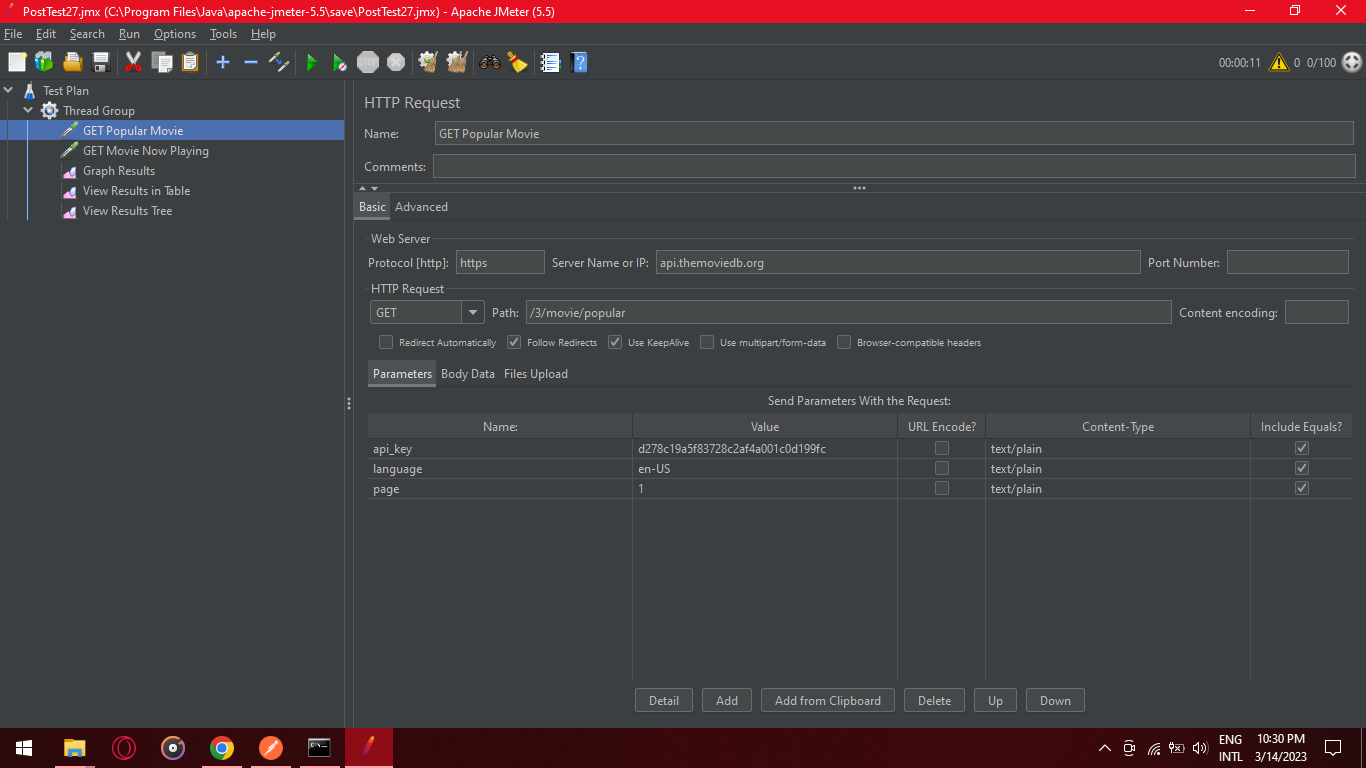 PostTest27.jmx (C:\Program Files\Java\apache-jmeter-5.5\save\PostTest27.jmx) - Apache JMeter (5.5)
File Edit Search Run Options Tools Help
STOP 00:00:11 0 0/100
Test Plan
Thread Group
GET Popular Movie
GET Movie Now Playing
Graph Results
View Results in Table
View Results Tree
HTTP Request
Name: GET Popular Movie
Comments:
Basic Advanced
Web Server
Protocol [http]: https Server Name or IP: api.themoviedb.org Port Number:
HTTP Request
GET Path: /3/movie/popular Content encoding:
Redirect Automatically Follow Redirects Use KeepAlive Use multipart/form-data Browser-compatible headers
Parameters Body Data Files Upload
Send Parameters With the Request:
Name: Value URL Encode? Content-Type Include Equals?
api_key d278c19a5f83728c2af4a001c0d199fc text/plain
language en-US text/plain
page 1 text/plain
Detail Add Add from Clipboard Delete Up Down
ENG 10:30 PM
INTL 3/14/2023